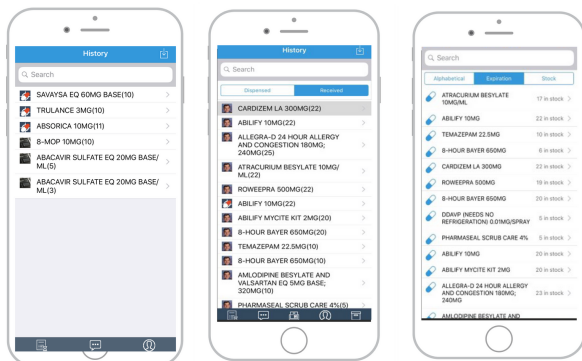 History
Search
SAVAYSA EQ 60MG BASE(10)
TRULANCE 3MG(10)
ABSORICA 10MG(11)
8-MOP 10MG(10)
ABACAVIR SULFATE EQ 20MG BASE/
ML(5)
ABACAVIR SULFATE EQ 20MG BASE/
ML(3)
History
Search
Dispensed
Received
CARDIZEM LA 300MG(22)
ABILIFY 10MG(22)
ALLEGRA-D 24 HOUR ALLERGY
AND CONGESTION 180MG;
240MG(25)
ATRACURIUM BESYLATE 10MG/
ML(22)
ROWEEPRA 500MG(22)
ABILIFY 10MG(22)
ABILIFY MYCITE KIT 2MG(20)
8-HOUR BAYER 650MG(20)
TEMAZEPAM 22.5MG(10)
8-HOUR BAYER 650MG(10)
AMLODIPINE BESYLATE AND
VALSARTAN EQ 5MG BASE;
320MG(10)
PHARMASEAL SCRUB CARE 4%(5)
Search
Alphabetical
Expiration
Stock
ATRACURIUM BESYLATE
10MG/ML
17 in stock
ABILIFY 10MG
22 in stock
TEMAZEPAM 22.5MG
10 in stock
8-HOUR BAYER 650MG
6 in stock
CARDIZEM LA 300MG
22 in stock
ROWEEPRA 500MG
19 in stock
8-HOUR BAYER 650MG
20 in stock
DDAVP (NEEDS NO
REFRIGERATION) 0.01MG/SPRAY
5 in stock
PHARMASEAL SCRUB CARE 4%
5 in stock
ABILIFY 10MG
20 in stock
ABILIFY MYCITE KIT 2MG
20 in stock
ALLEGRA-D 24 HOUR ALLERGY
AND CONGESTION 180MG;
240MG
23 in stock
AMLODIPINE BESYLATE AND